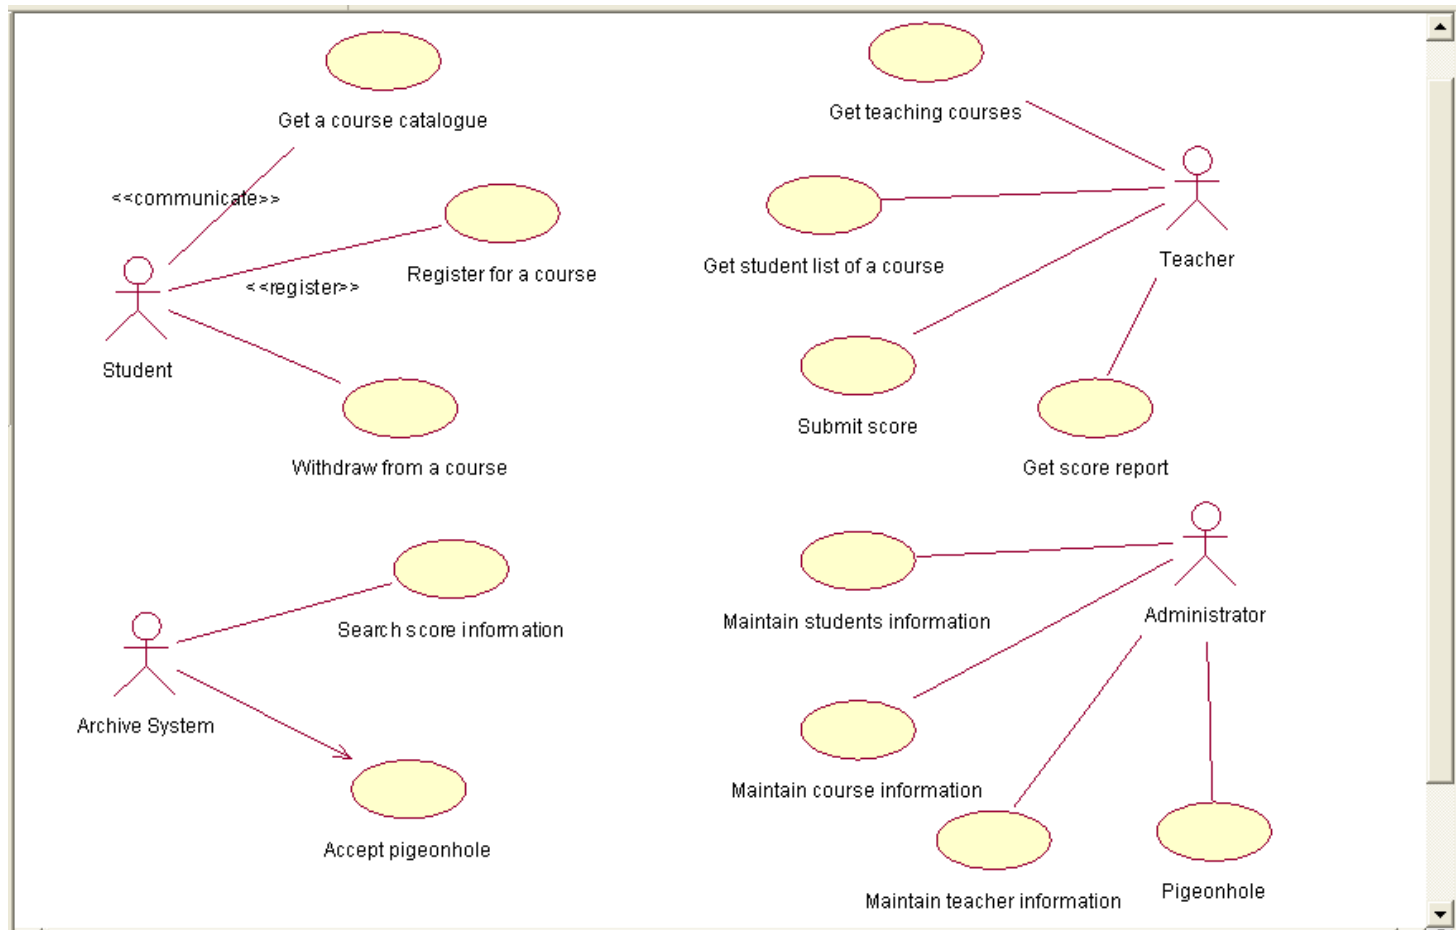 Get a course catalogue
<<communicate>>
Register for a course
<<register>>
Student
Withdraw from a course
Get teaching courses
Get student list of a course
Teacher
Submit score
Get score report
Search score information
Archive System
Accept pigeonhole
Maintain students information
Administrator
Maintain course information
Maintain teacher information
Pigeonhole